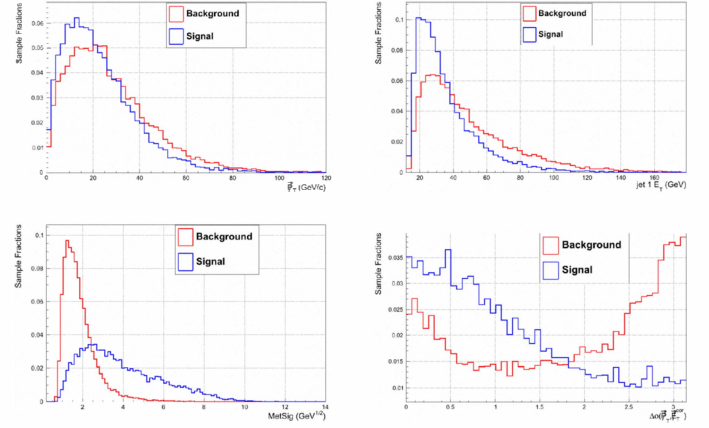 Sample Fractions
0.06
0.05
0.04
0.03
0.02
0.01
0
Background
Signal
0 20 40 60 80 100 120
(GeV/c)
Sample Fractions
0.1
0.08
0.06
0.04
0.02
0
Background
Signal
20 40 60 80 100 120 140 160
jet 1 E_T (GeV)
Sample Fractions
0.1
0.08
0.06
0.04
0.02
0
Background
Signal
2 4 6 8 10 12 14
MetSig (GeV^1/2)
Sample Fractions
0.035
0.03
0.025
0.02
0.015
0.01
Background
Signal
0 0.5 1 1.5 2 2.5 3